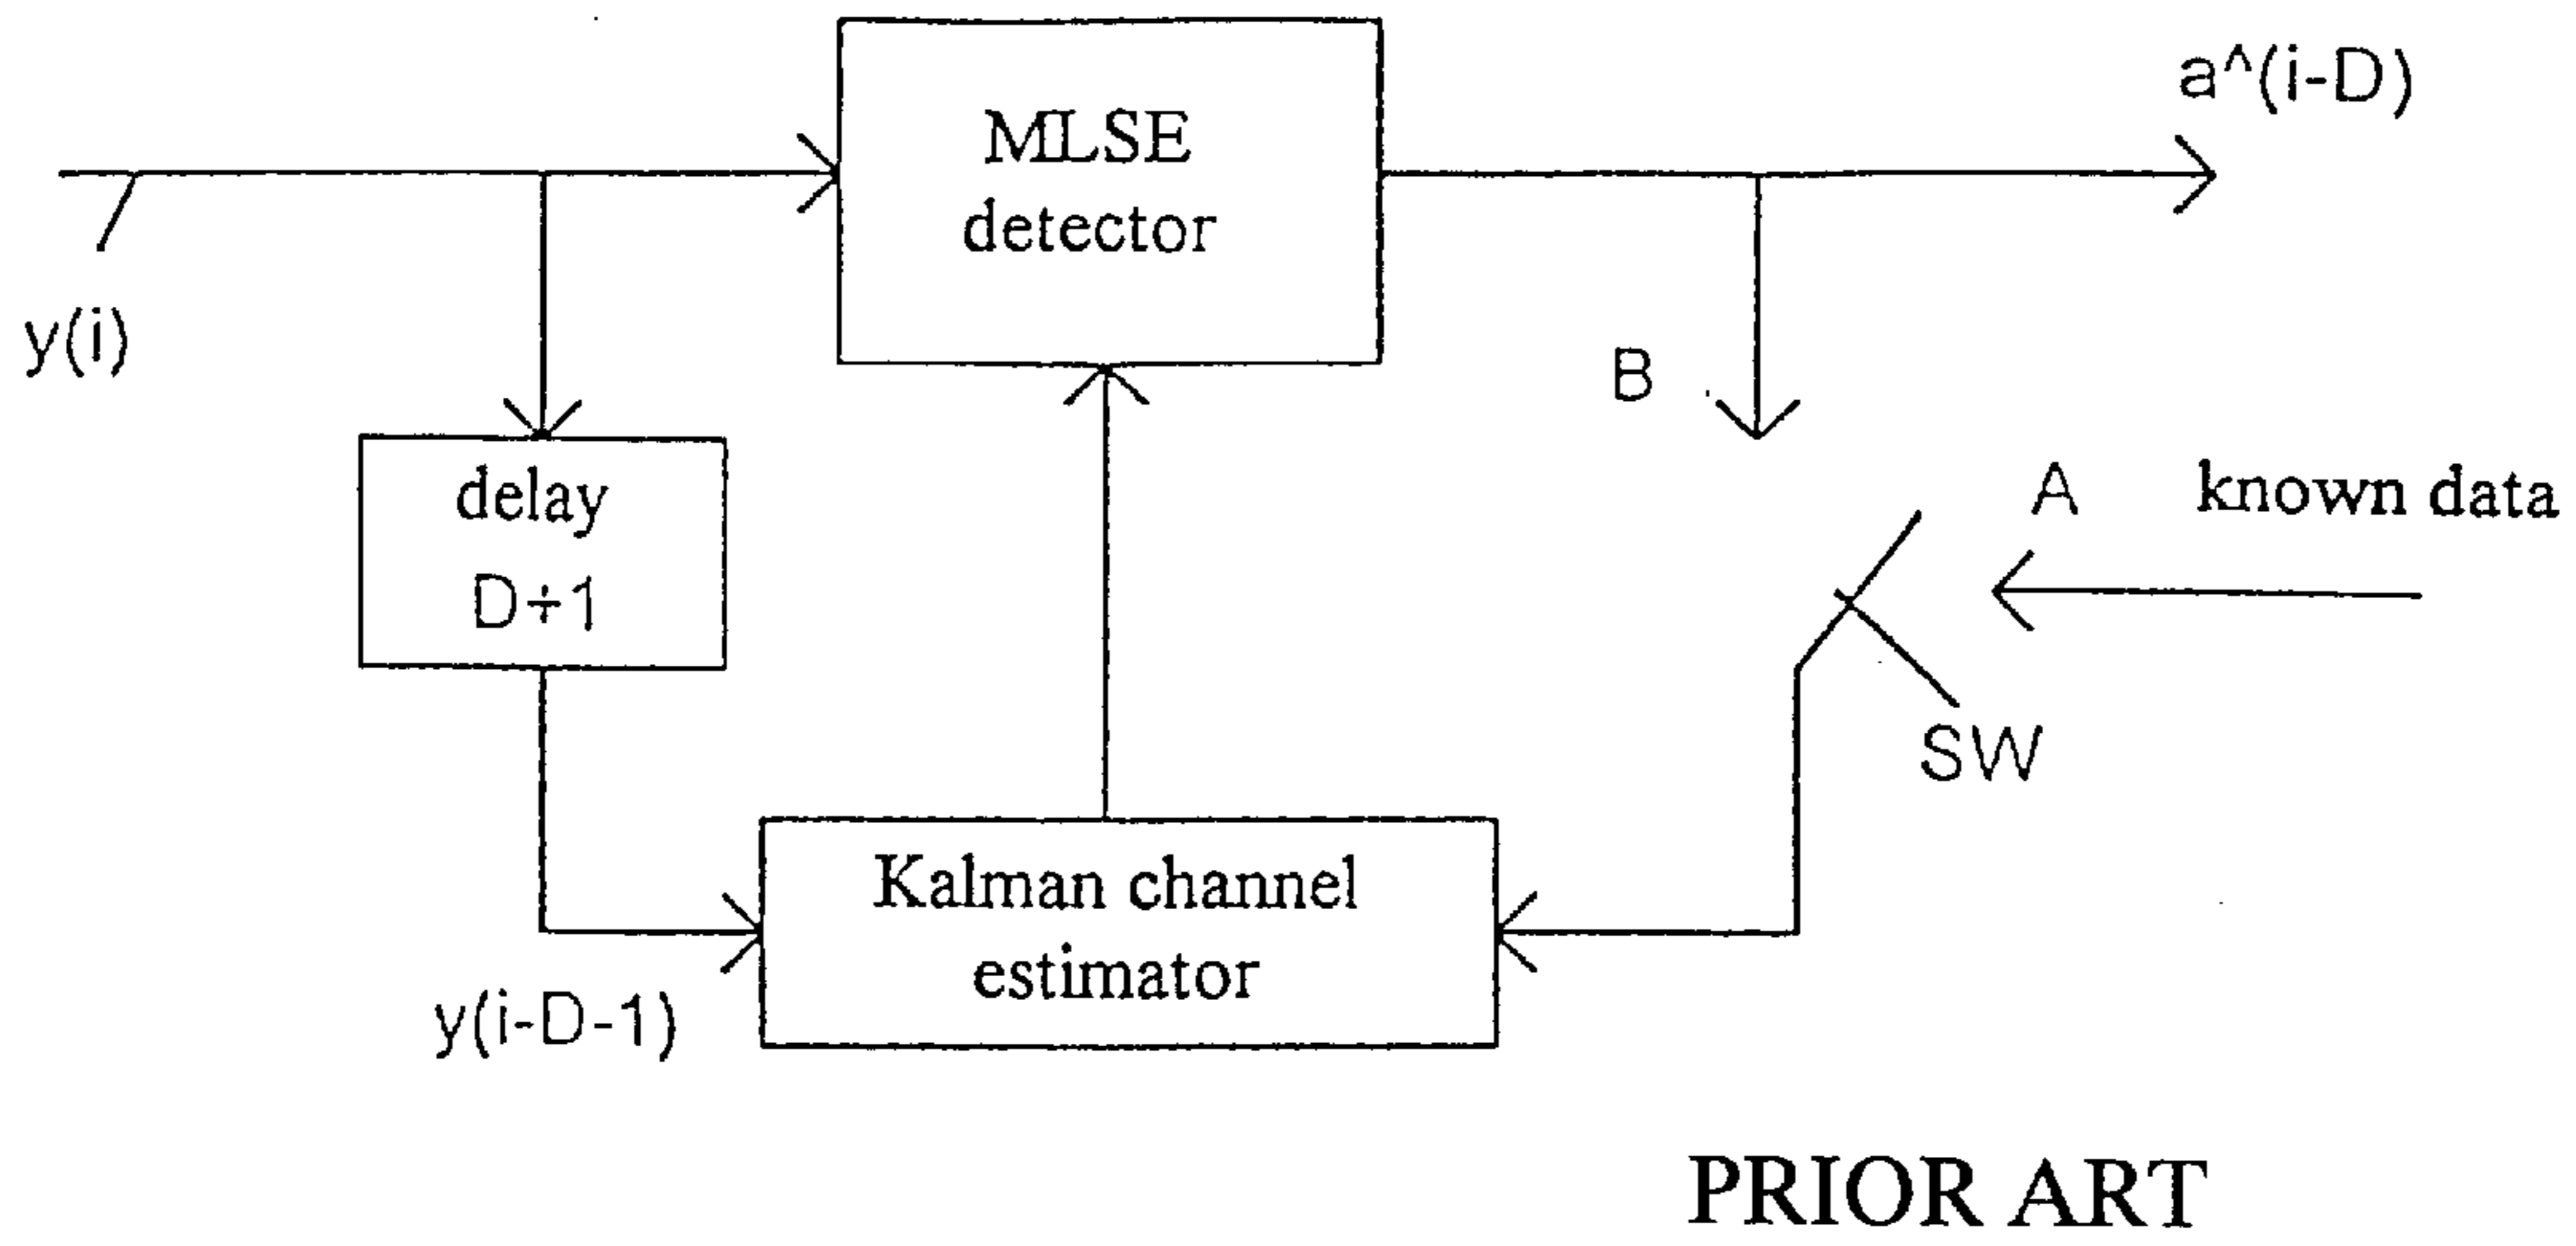 a^(i-D)
MLSE
detector
y(i)
B
delay
D+1
A
known data
SW
Kalman channel
estimator
y(i-D-1)
PRIOR ART